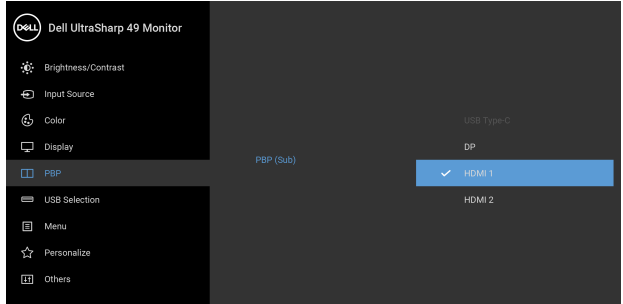 DELL
Dell UltraSharp 49 Monitor
Brightness/Contrast
Input Source
Color
Display
PBP
USB Selection
Menu
Personalize
Others
PBP (Sub)
USB Type-C
DP
HDMI 1
HDMI 2